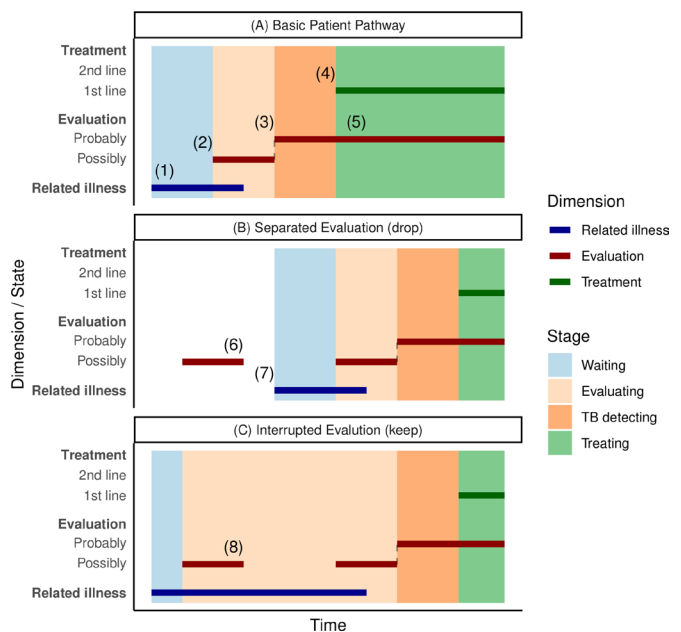 (A) Basic Patient Pathway
Treatment
2nd line
(4)
1st line
Evaluation
(3)
(5)
Probably
(2)
Possibly
(1)
Related illness
(B) Separated Evaluation (drop)
Treatment
2nd line
1st line
Evaluation
Probably
(6)
Possibly
(7)
Related illness
(C) Interrupted Evalution (keep)
Treatment
2nd line
1st line
Evaluation
Probably
(8)
Possibly
Related illness
Time
Dimension / State
Dimension
Related illness
Evaluation
Treatment
Stage
Waiting
Evaluating
TB detecting
Treating